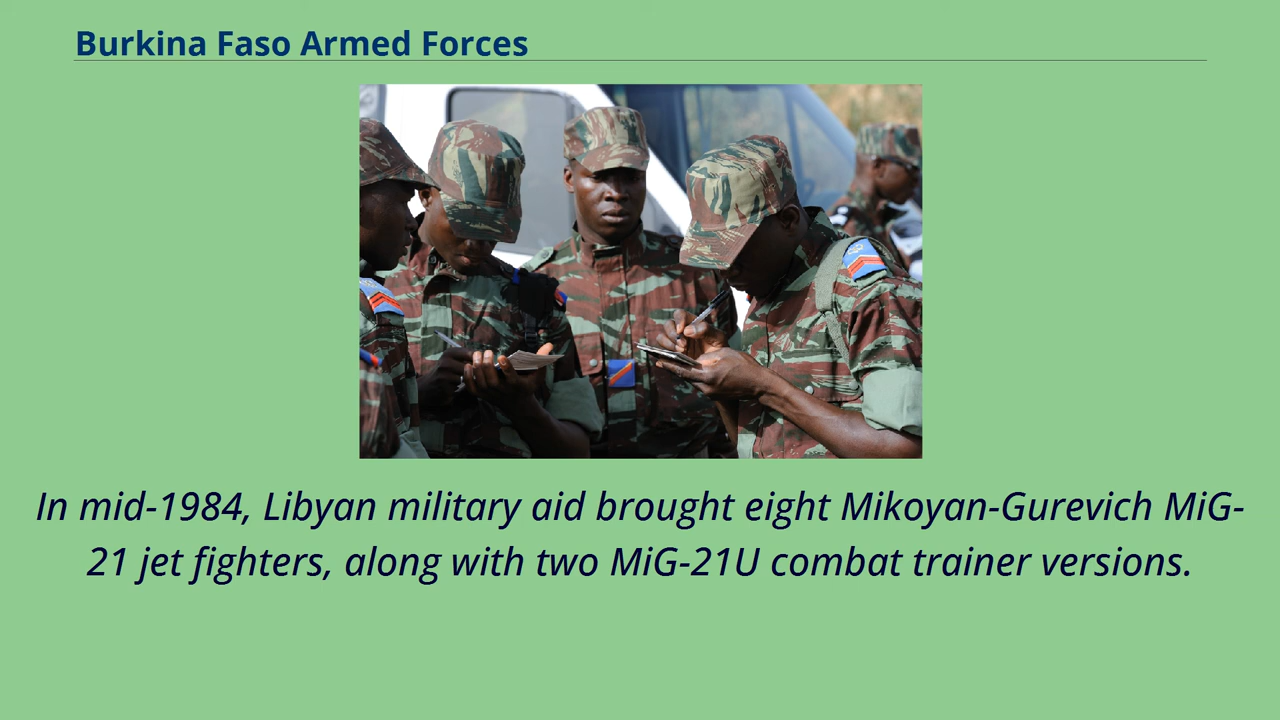 Burkina Faso Armed Forces
In mid-1984, Libyan military aid brought eight Mikoyan-Gurevich MiG-
21 jet fighters, along with two MiG-21U combat trainer versions.